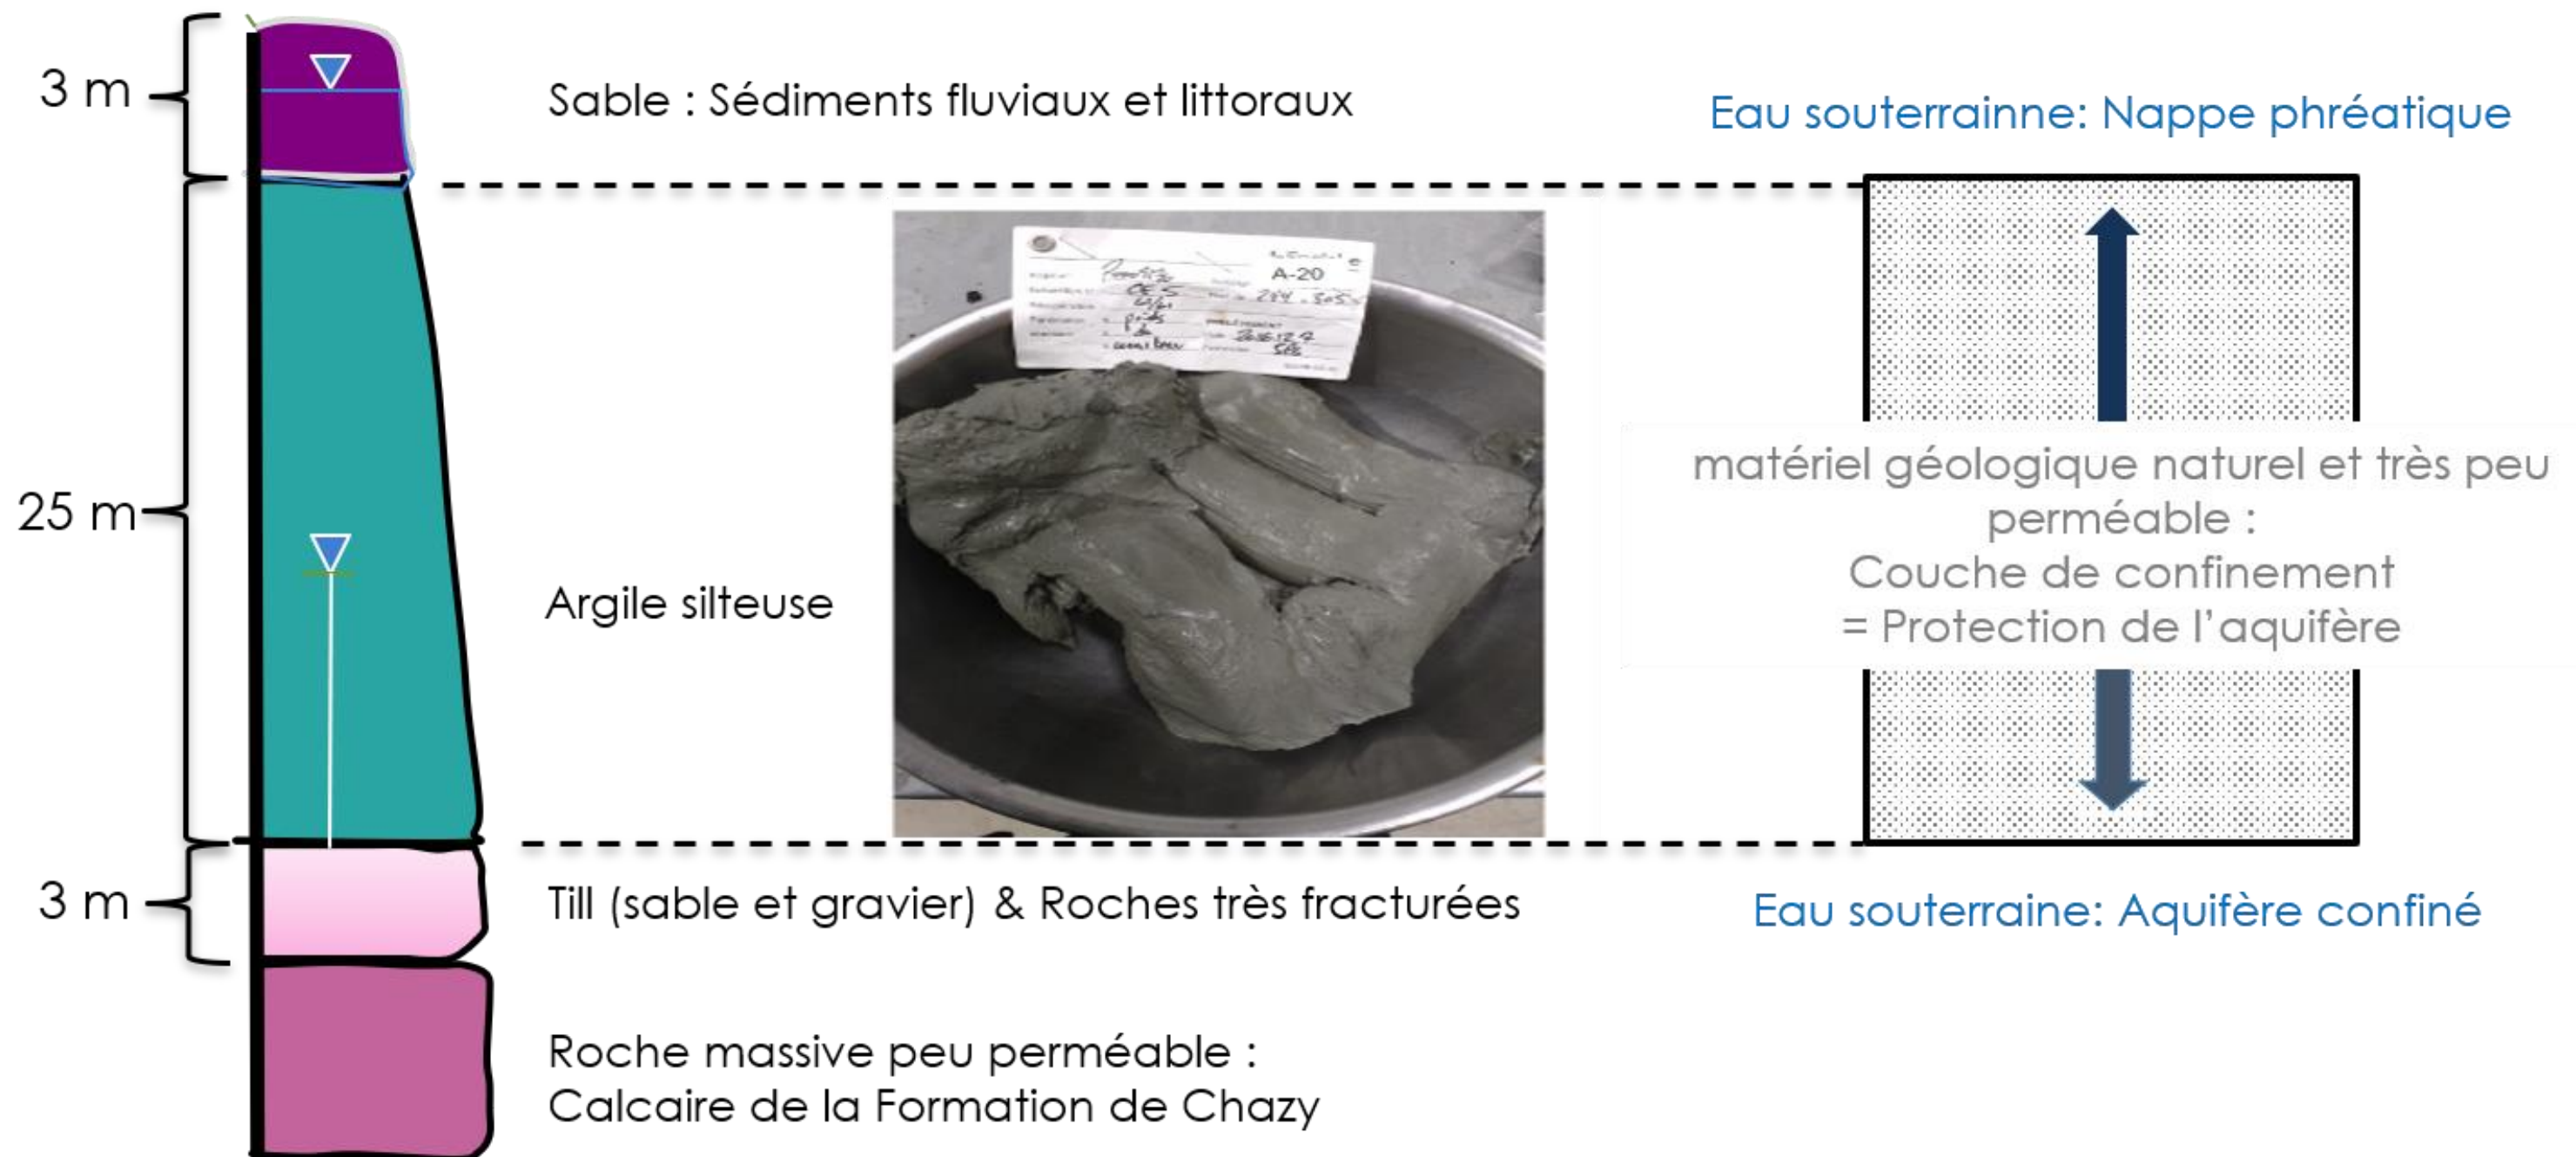 3 m
Sable : Sédiments fluviaux et littoraux
Eau souterrainne: Nappe phréatique
A-20
25 m
Argile silteuse
matériel géologique naturel et très peu
perméable :
Couche de confinement
= Protection de l’aquifère
3 m
Till (sable et gravier) & Roches très fracturées
Eau souterraine: Aquifère confiné
Roche massive peu perméable :
Calcaire de la Formation de Chazy